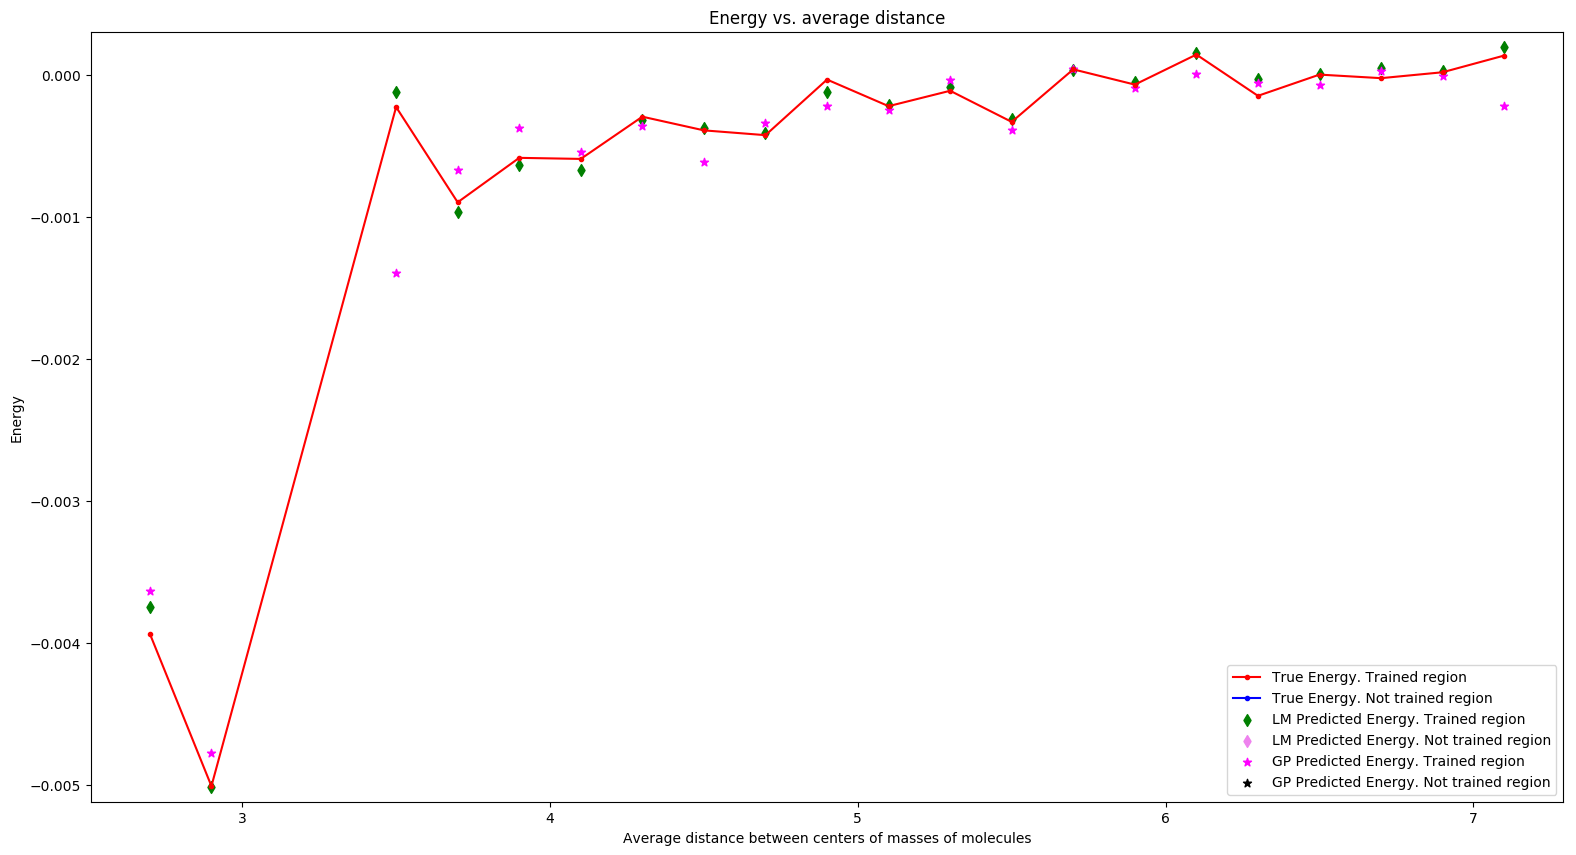 Energy vs. average distance
0.000
−0.001
−0.002
−0.003
−0.004
−0.005
Energy
3
4
5
6
7
Average distance between centers of masses of molecules
True Energy. Trained region
True Energy. Not trained region
LM Predicted Energy. Trained region
LM Predicted Energy. Not trained region
GP Predicted Energy. Trained region
GP Predicted Energy. Not trained region